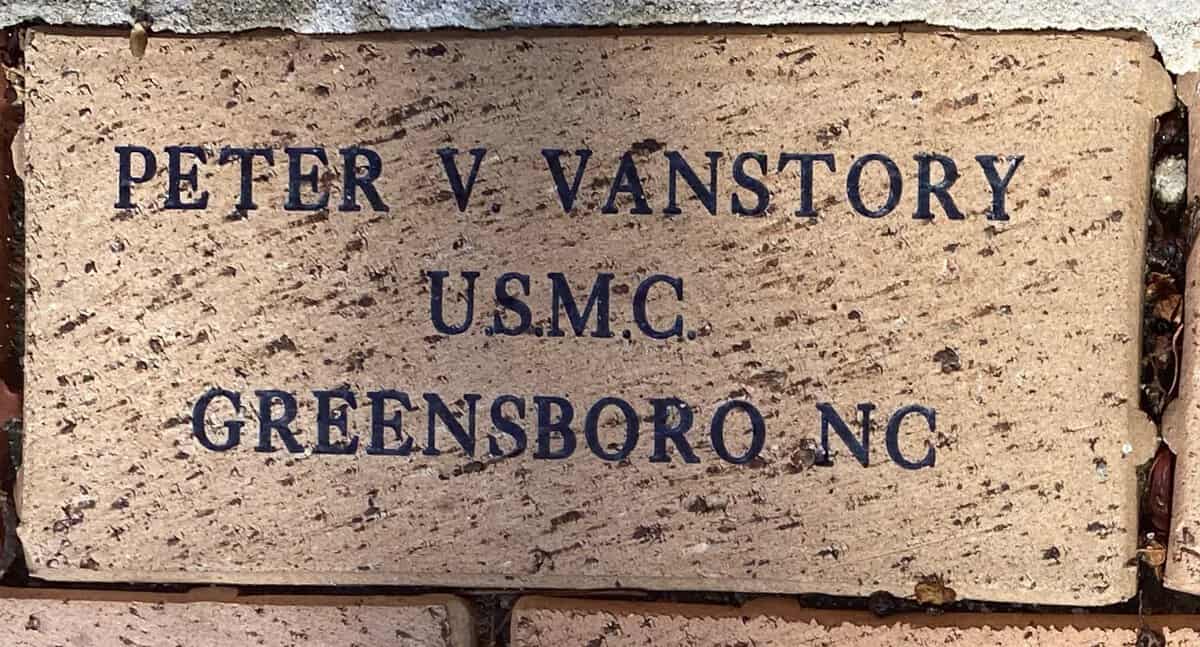 PETER V. VANSTORY
U.S.M.C.
GREENSBORO NC